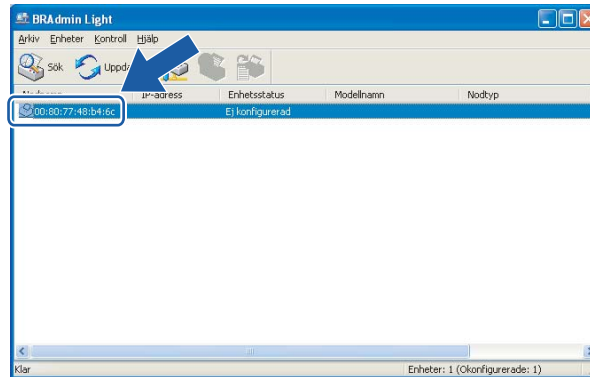 BRAdmin Light
Arkiv Enheter Kontroll Hjälp
Sök
IP-adress Enhetsstatus Modellnamn Nodtyp
00:80:77:48:b4:6c Ej konfigurerad
Klar Enheter: 1 (Okonfigurerade: 1)